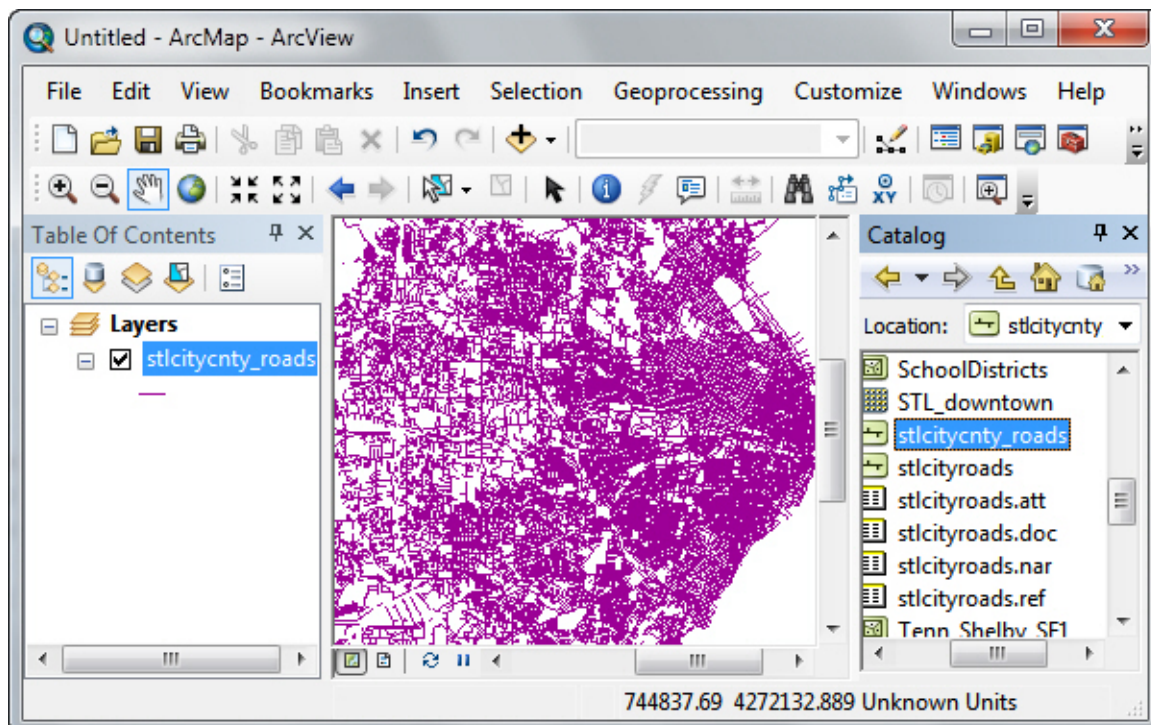 Untitled - ArcMap - ArcView
File Edit View Bookmarks Insert Selection Geoprocessing Customize Windows Help
XY
Table Of Contents
Layers
stlcitycnty_roads
Catalog
Location: stlcitycnty
SchoolDistricts
STL_downtown
stlcitycnty_roads
stlcityroads
stlcityroads.att
stlcityroads.doc
stlcityroads.nar
stlcityroads.ref
Tenn_Shelby_SF1
744837.69 4272132.889 Unknown Units